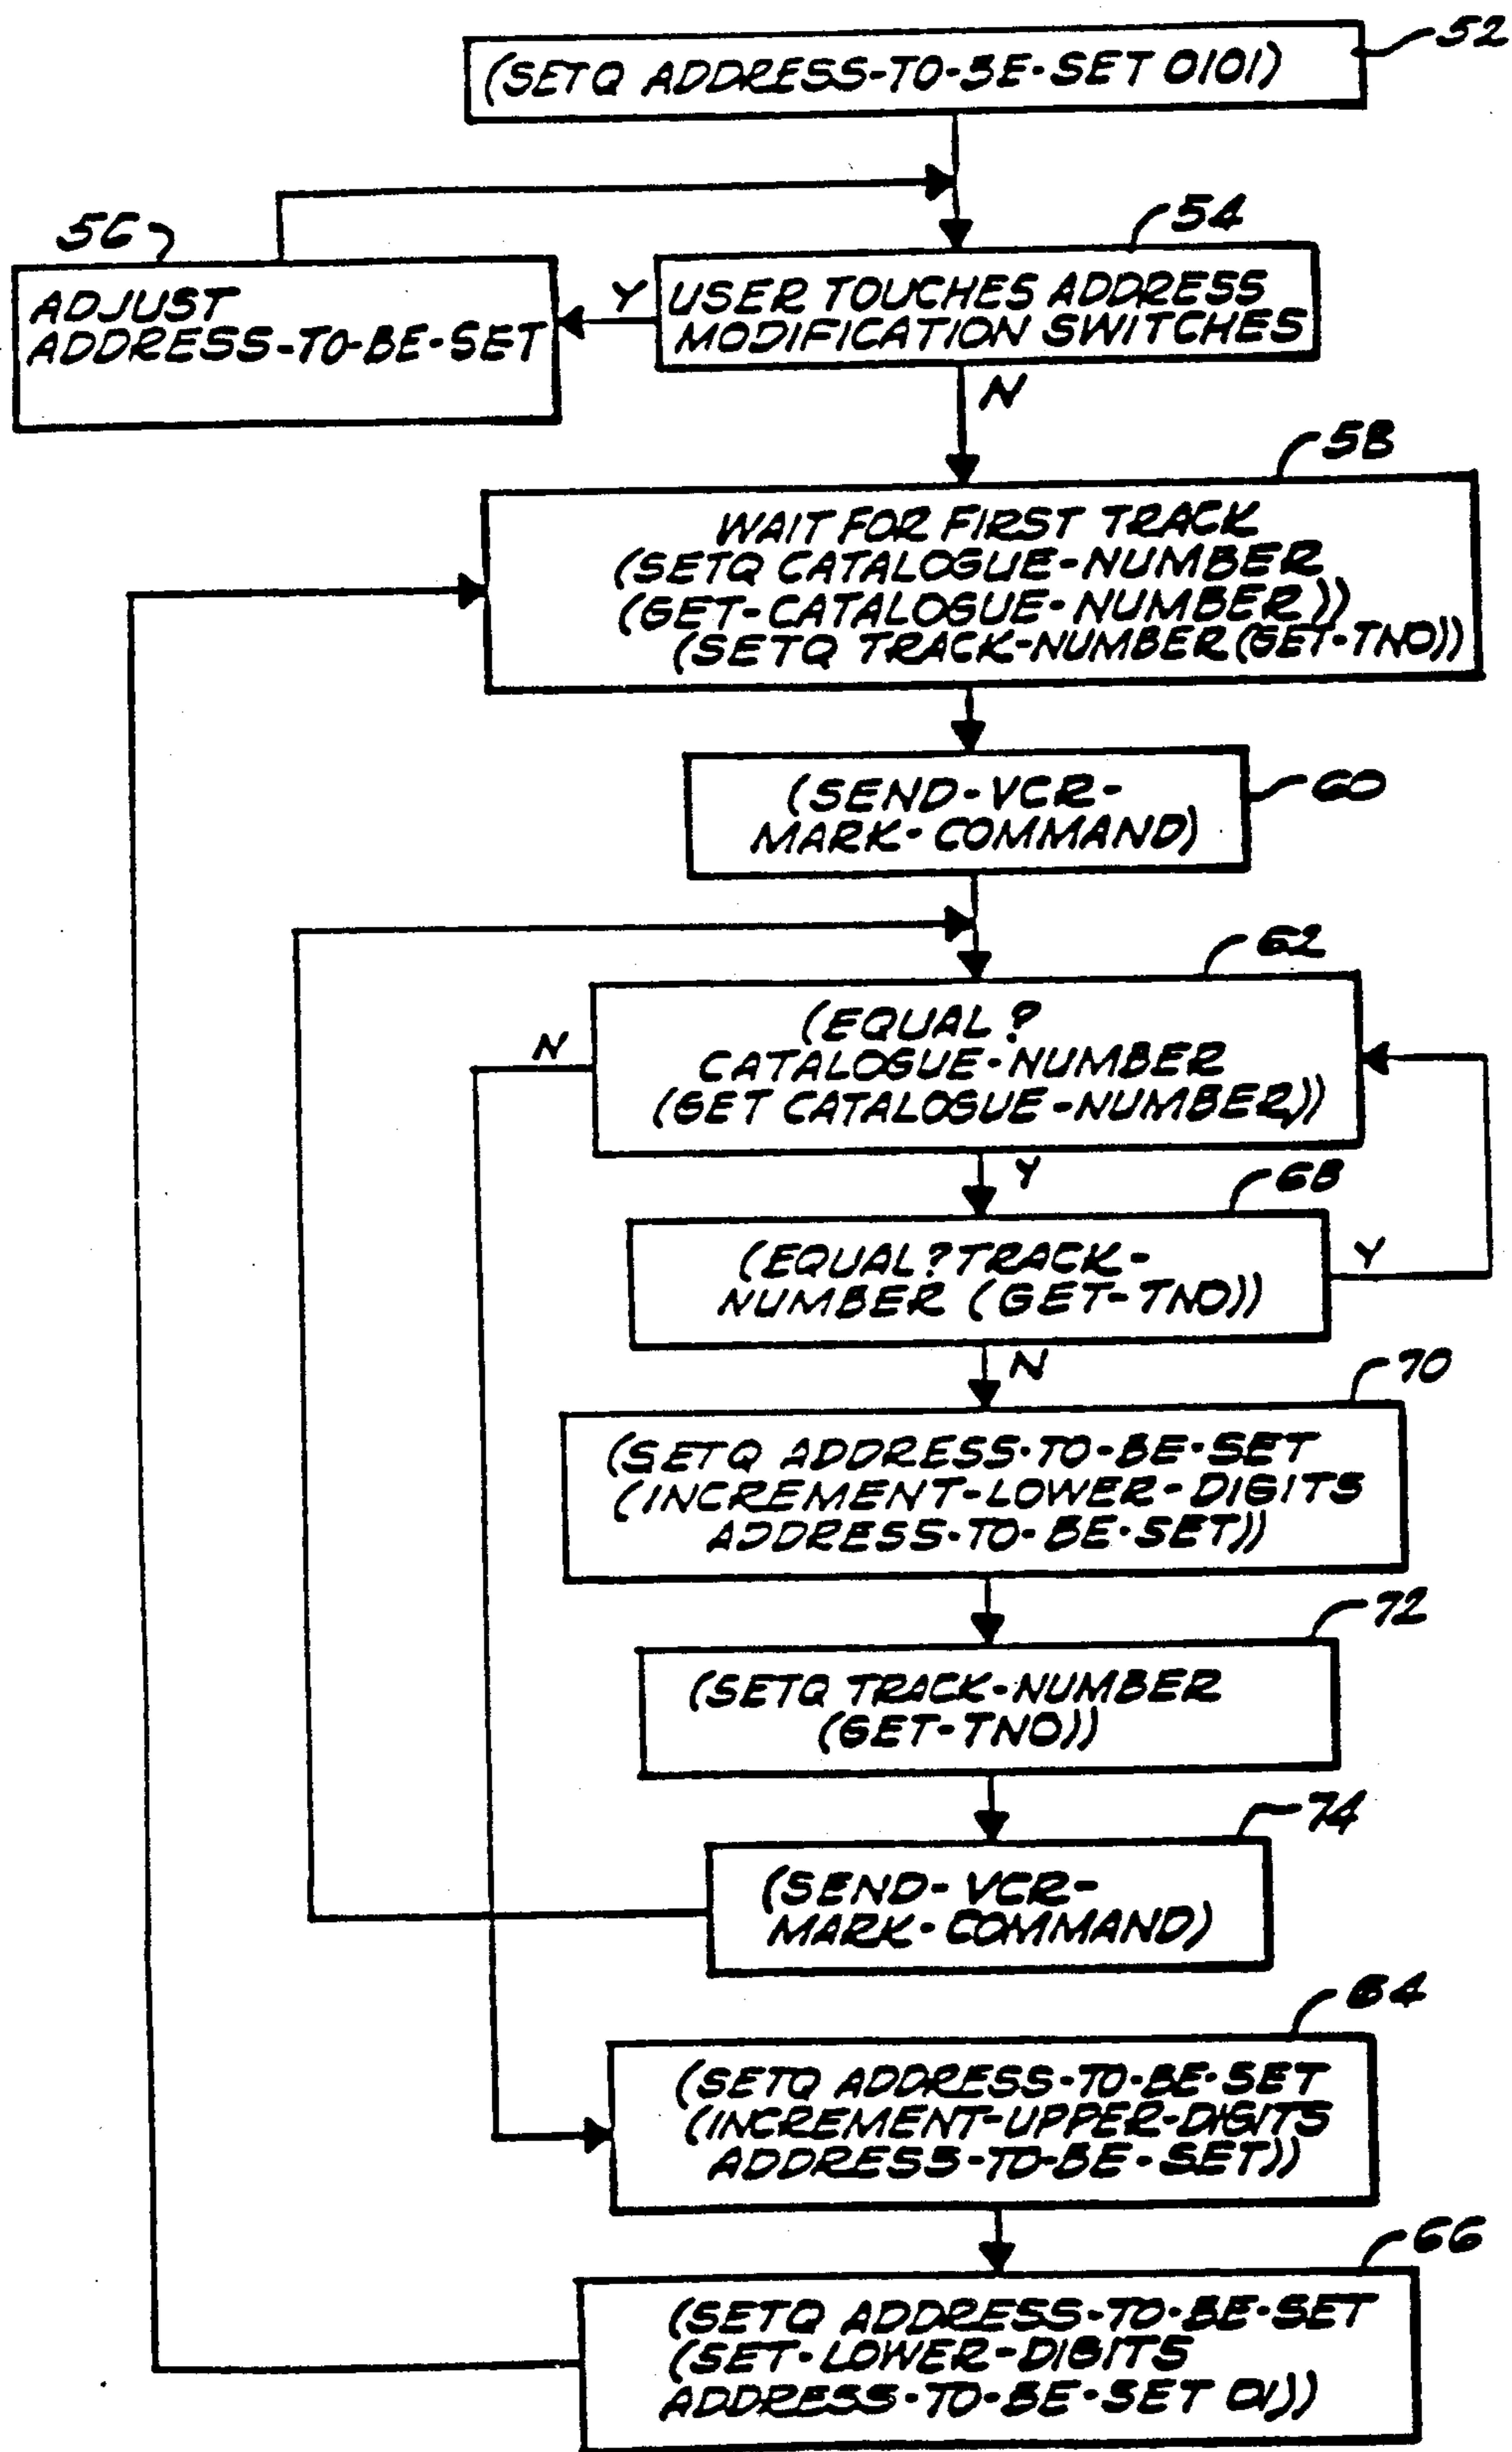 52
(SETQ ADDRESS-TO-BE-SET 0101)
54
56
ADJUST
ADDRESS-TO-BE-SET
Y
USER TOUCHES ADDRESS
MODIFICATION SWITCHES
N
58
WAIT FOR FIRST TRACK
(SETQ CATALOGUE-NUMBER
(GET-CATALOGUE-NUMBER))
(SETQ TRACK-NUMBER (GET-TNO))
60
(SEND-VCR-
MARK-COMMAND)
62
N
(EQUAL?
CATALOGUE-NUMBER
(GET CATALOGUE-NUMBER))
Y
68
(EQUAL? TRACK-
NUMBER (GET-TNO))
Y
N
70
(SETQ ADDRESS-TO-BE-SET
(INCREMENT-LOWER-DIGITS
ADDRESS-TO-BE-SET))
72
(SETQ TRACK-NUMBER
(GET-TNO))
74
(SEND-VCR-
MARK-COMMAND)
64
(SETQ ADDRESS-TO-BE-SET
(INCREMENT-UPPER-DIGITS
ADDRESS-TO-BE-SET))
66
(SETQ ADDRESS-TO-BE-SET
(SET-LOWER-DIGITS
ADDRESS-TO-BE-SET 01))